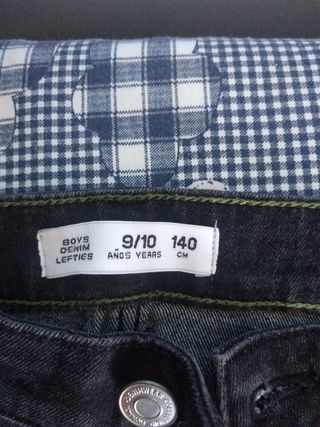 BOYS
DENIM
LEFTIES
9/10
AÑOS YEARS
140
CM